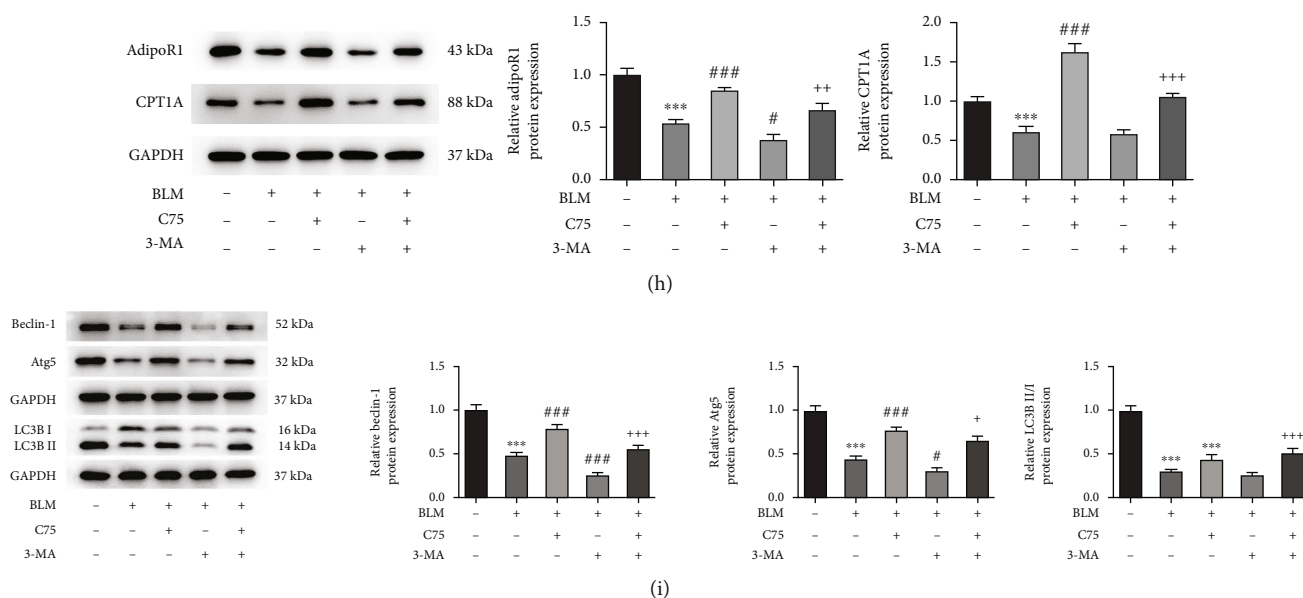 AdipoR1 43 kDa
CPT1A 88 kDa
GAPDH 37 kDa
BLM – + + + +
C75 – – + – +
3-MA – – – + +
Relative adipoR1
protein expression
1.5
1.0
0.5
0.0
***
###
#
++
BLM – + + + +
C75 – – + – +
3-MA – – – + +
Relative CPT1A
protein expression
2.0
1.5
1.0
0.5
0.0
***
###
+++
BLM – + + + +
C75 – – + – +
3-MA – – – + +
(h)
Beclin-1 52 kDa
Atg5 32 kDa
GAPDH 37 kDa
LC3B I 16 kDa
LC3B II 14 kDa
GAPDH 37 kDa
BLM – + + + +
C75 – – + – +
3-MA – – – + +
Relative beclin-1
protein expression
1.5
1.0
0.5
0.0
***
###
###
+++
BLM – + + + +
C75 – – + – +
3-MA – – – + +
Relative Atg5
protein expression
1.5
1.0
0.5
0.0
***
###
#
+
BLM – + + + +
C75 – – + – +
3-MA – – – + +
Relative LC3B II/I
protein expression
1.5
1.0
0.5
0.0
***
***
+++
BLM – + + + +
C75 – – + – +
3-MA – – – + +
(i)